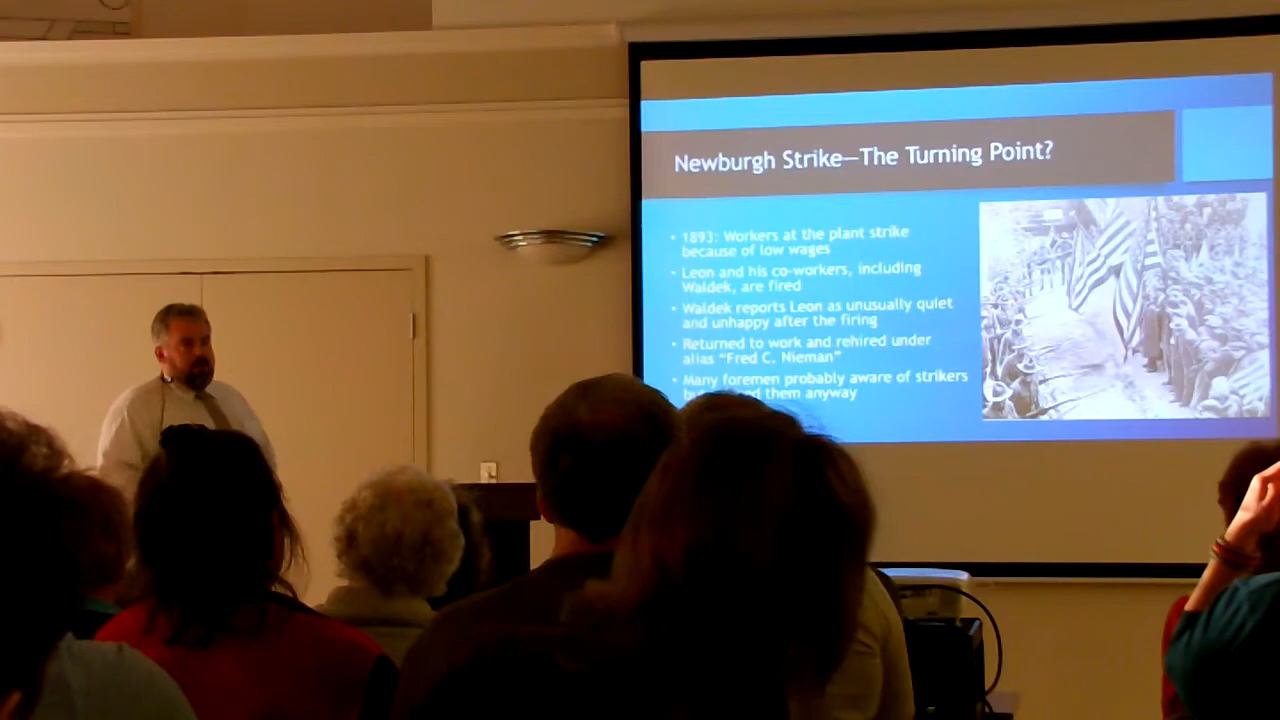 Newburgh Strike—The Turning Point?
• 1893: Workers at the plant strike
because of low wages
• Leon and his co-workers, including
Waldek, are fired
• Waldek reports Leon as unusually quiet
and unhappy after the firing
• Returned to work and rehired under
alias “Fred C. Nieman”
• Many foremen probably aware of strikers
them anyway